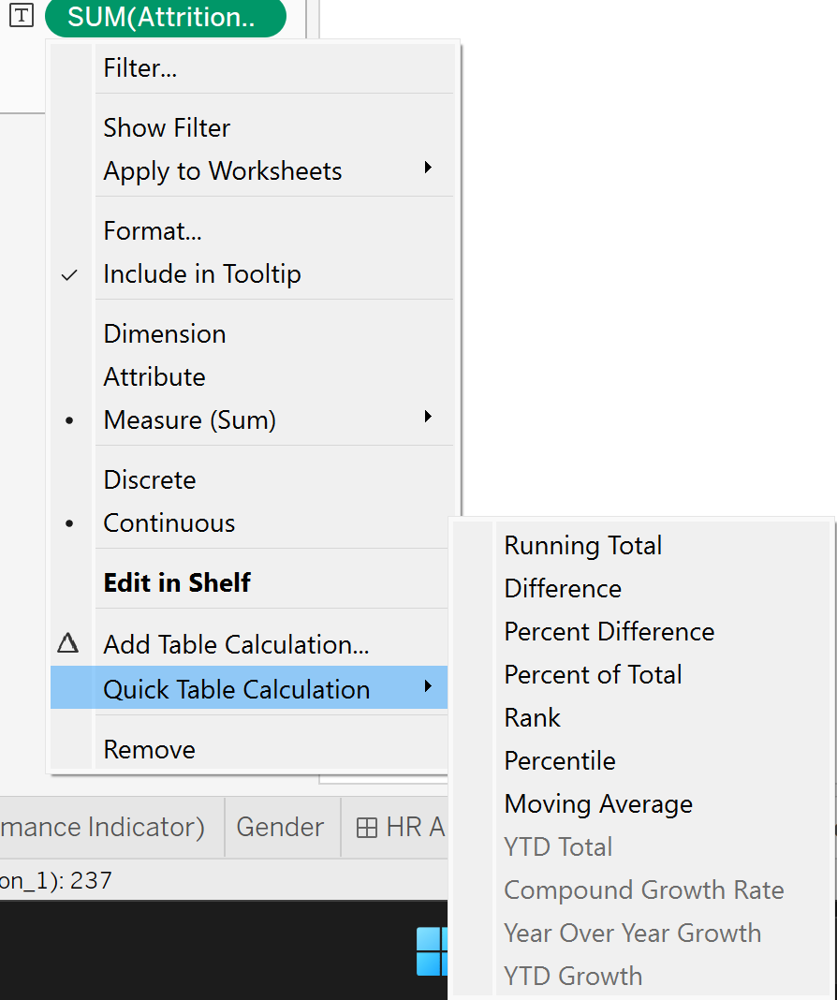 T SUM(Attrition..
Filter...
Show Filter
Apply to Worksheets
Format...
Include in Tooltip
Dimension
Attribute
Measure (Sum)
Discrete
Continuous
Edit in Shelf
Add Table Calculation...
Quick Table Calculation
Remove
Running Total
Difference
Percent Difference
Percent of Total
Rank
Percentile
Moving Average
YTD Total
Compound Growth Rate
Year Over Year Growth
YTD Growth
mance Indicator) Gender HR A
on_1): 237